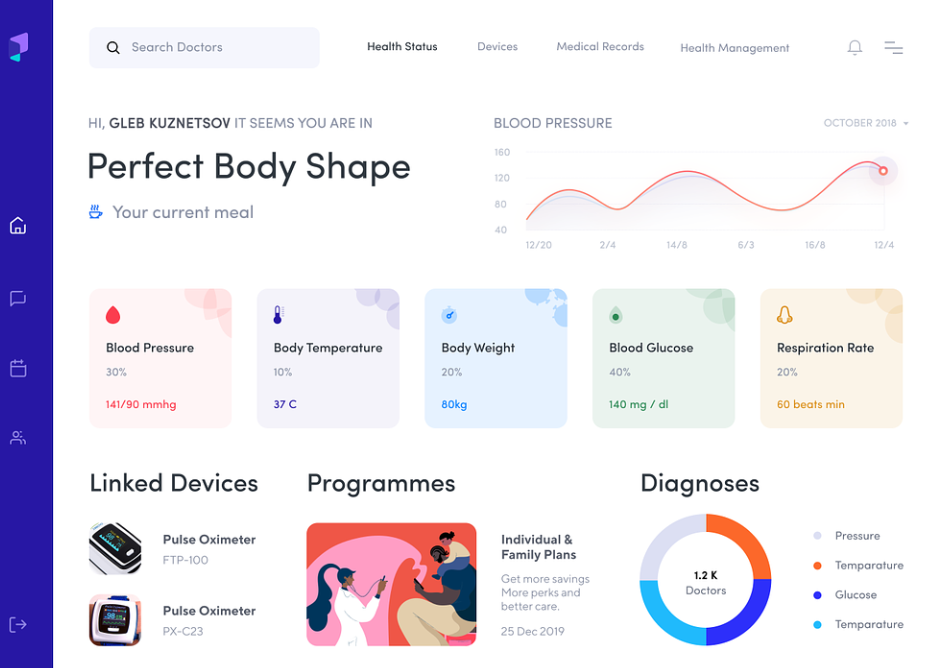 Search Doctors
Health Status
Devices
Medical Records
Health Management
HI, GLEB KUZNETSOV IT SEEMS YOU ARE IN
Perfect Body Shape
Your current meal
BLOOD PRESSURE
OCTOBER 2018
160
120
80
40
12/20
2/4
14/8
6/3
16/8
12/4
Blood Pressure
30%
141/90 mmhg
Body Temperature
10%
37 C
Body Weight
20%
80kg
Blood Glucose
40%
140 mg / dl
Respiration Rate
20%
60 beats min
Linked Devices
Pulse Oximeter
FTP-100
Pulse Oximeter
PX-C23
Programmes
Individual &
Family Plans
Get more savings
More perks and
better care.
25 Dec 2019
Diagnoses
1.2 K
Doctors
Pressure
Temparature
Glucose
Temparature